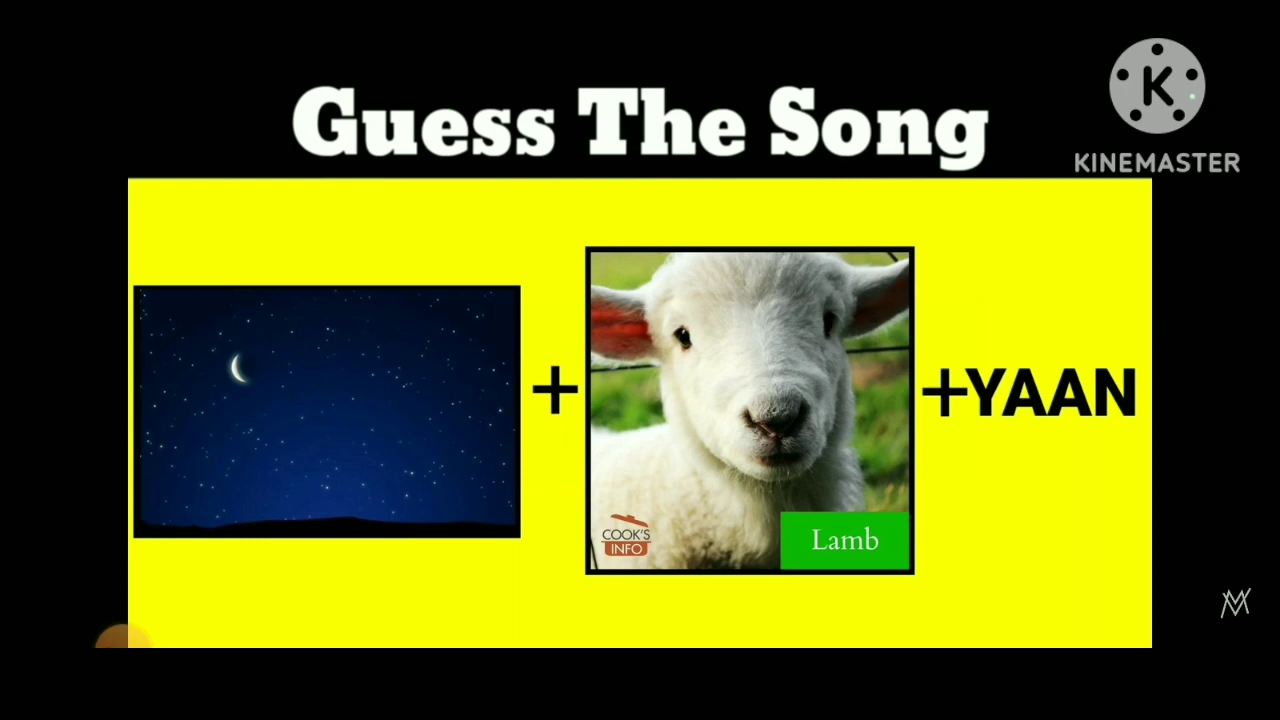 Guess The Song
KINEMASTER
+
+YAAN
COOK'S
INFO
Lamb